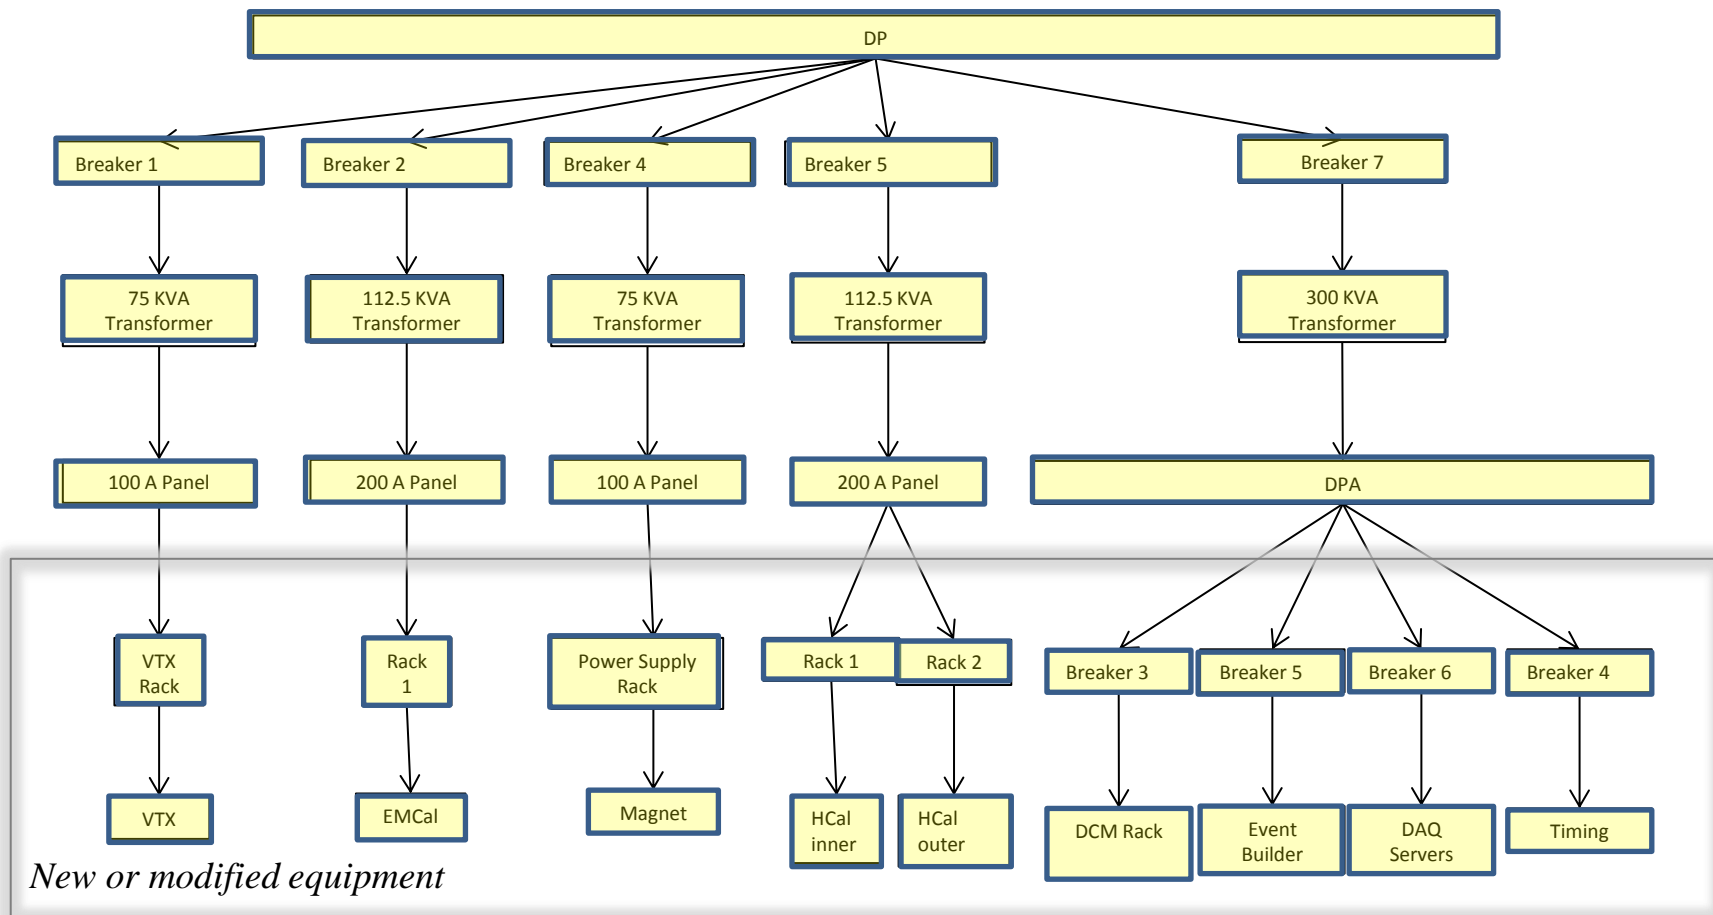 DP
Breaker 1
Breaker 2
Breaker 4
Breaker 5
Breaker 7
75 KVA
Transformer
112.5 KVA
Transformer
75 KVA
Transformer
112.5 KVA
Transformer
300 KVA
Transformer
100 A Panel
200 A Panel
100 A Panel
200 A Panel
DPA
VTX
Rack
Rack
1
Power Supply
Rack
Rack 1
Rack 2
Breaker 3
Breaker 5
Breaker 6
Breaker 4
VTX
EMCal
Magnet
HCal
inner
HCal
outer
DCM Rack
Event
Builder
DAQ
Servers
Timing
New or modified equipment